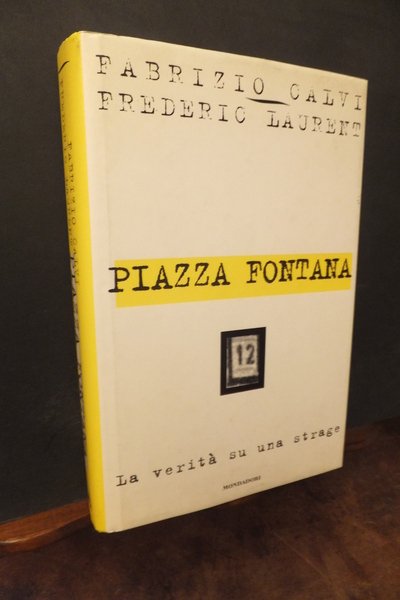 FABRIZIO CALVI
FREDERIC LAURENT
PIAZZA FONTANA
12
La verità su una strage
MONDADORI